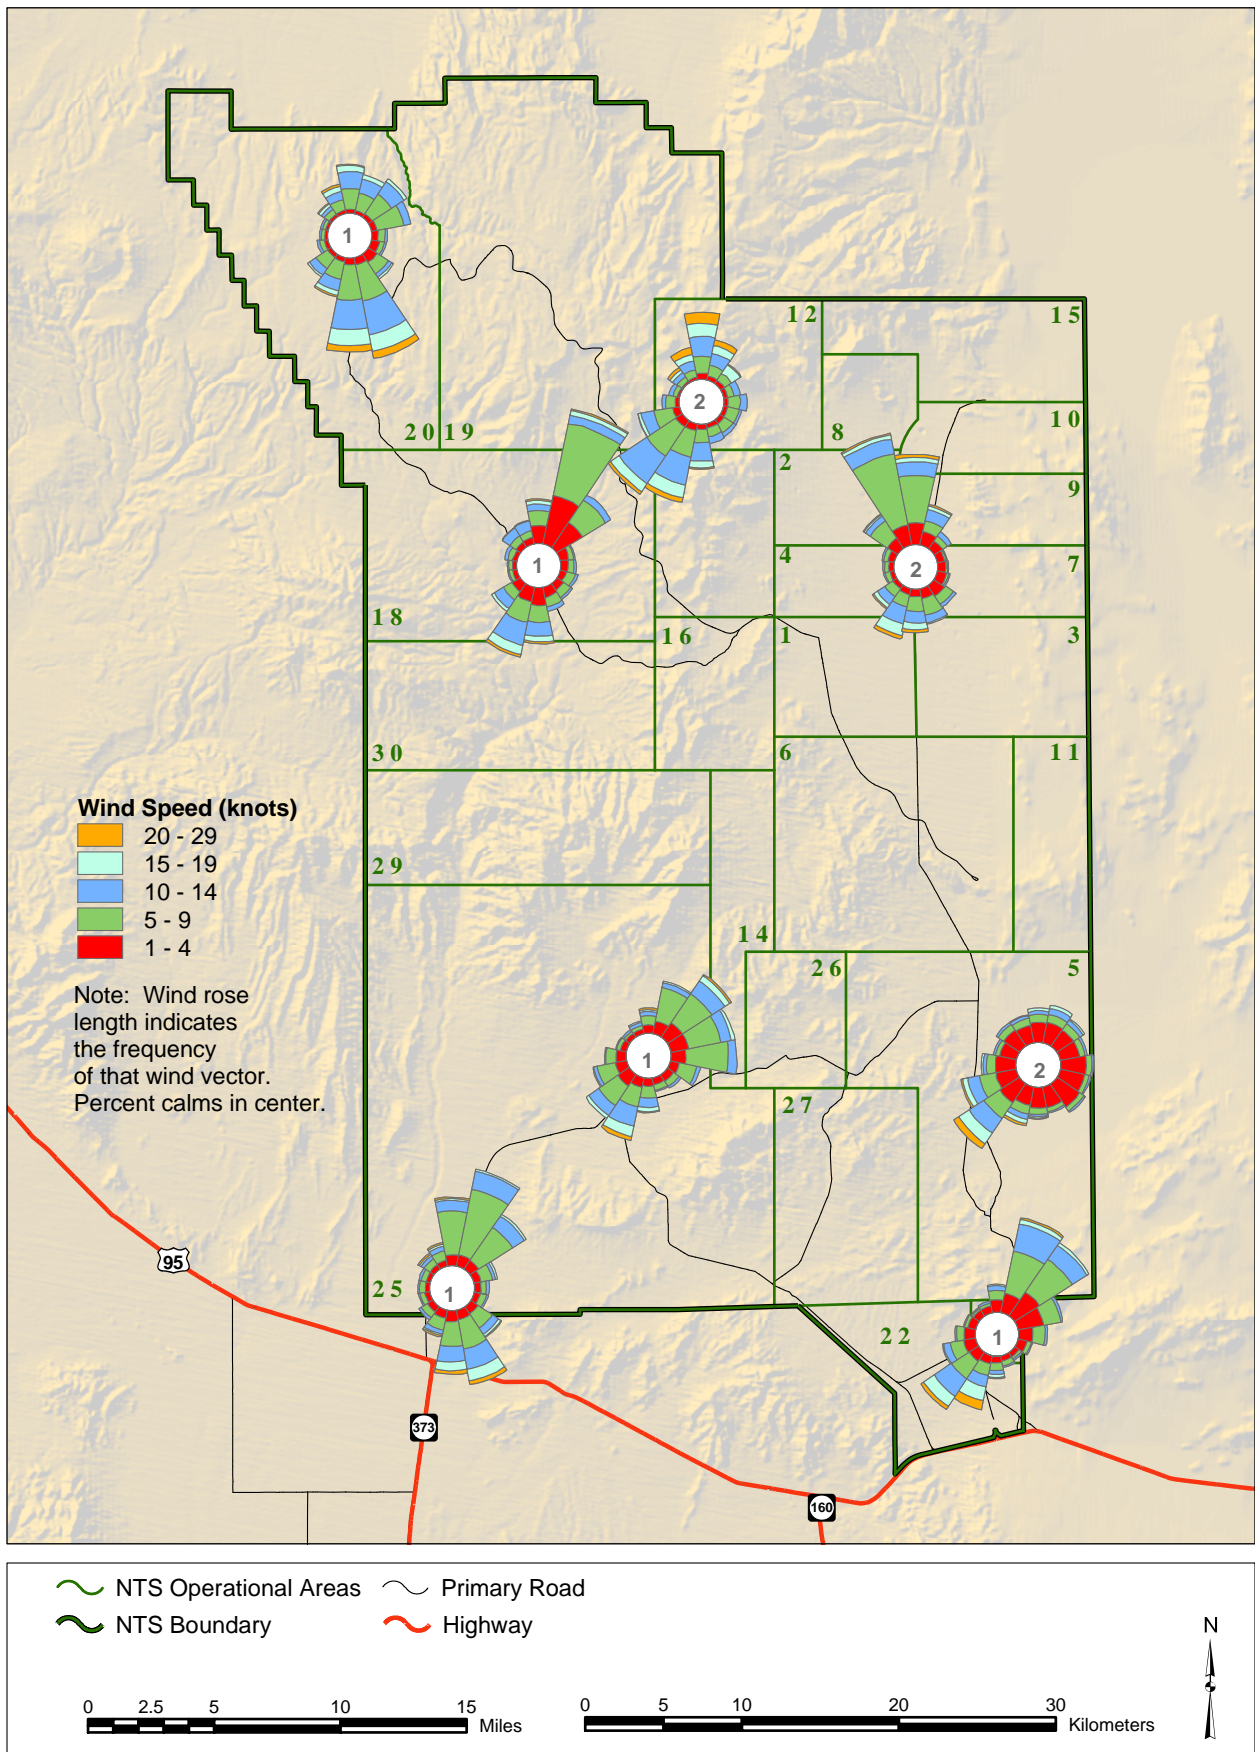 1
12
15
2
8
10
20
19
2
9
4
7
1
2
18
16
1
3
30
6
11
Wind Speed (knots)
20 - 29
15 - 19
10 - 14
5 - 9
1 - 4
29
14
26
5
Note: Wind rose
length indicates
the frequency
of that wind vector.
Percent calms in center.
1
2
27
95
25
1
22
1
373
160
NTS Operational Areas
Primary Road
NTS Boundary
Highway
N
0 2.5 5 10 15
Miles
0 5 10 20 30
Kilometers